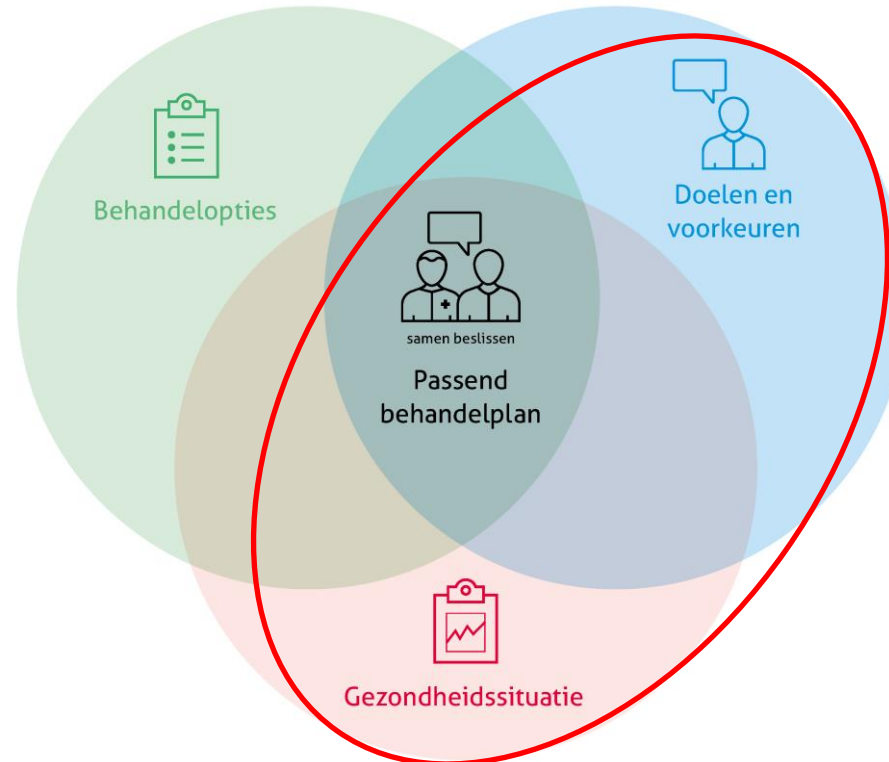 Behandelopties
Doelen en
voorkeuren
samen beslissen
Passend
behandelplan
Gezondheidssituatie